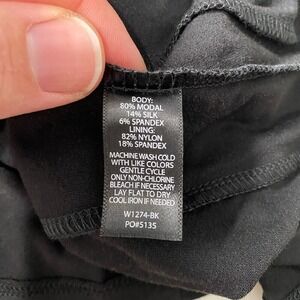 BODY:
80% MODAL
14% SILK
6% SPANDEX
LINING:
82% NYLON
18% SPANDEX
MACHINE WASH COLD
WITH LIKE COLORS
GENTLE CYCLE
ONLY NON-CHLORINE
BLEACH IF NECESSARY
LAY FLAT TO DRY
COOL IRON IF NEEDED
W1274-BK
PO#5135